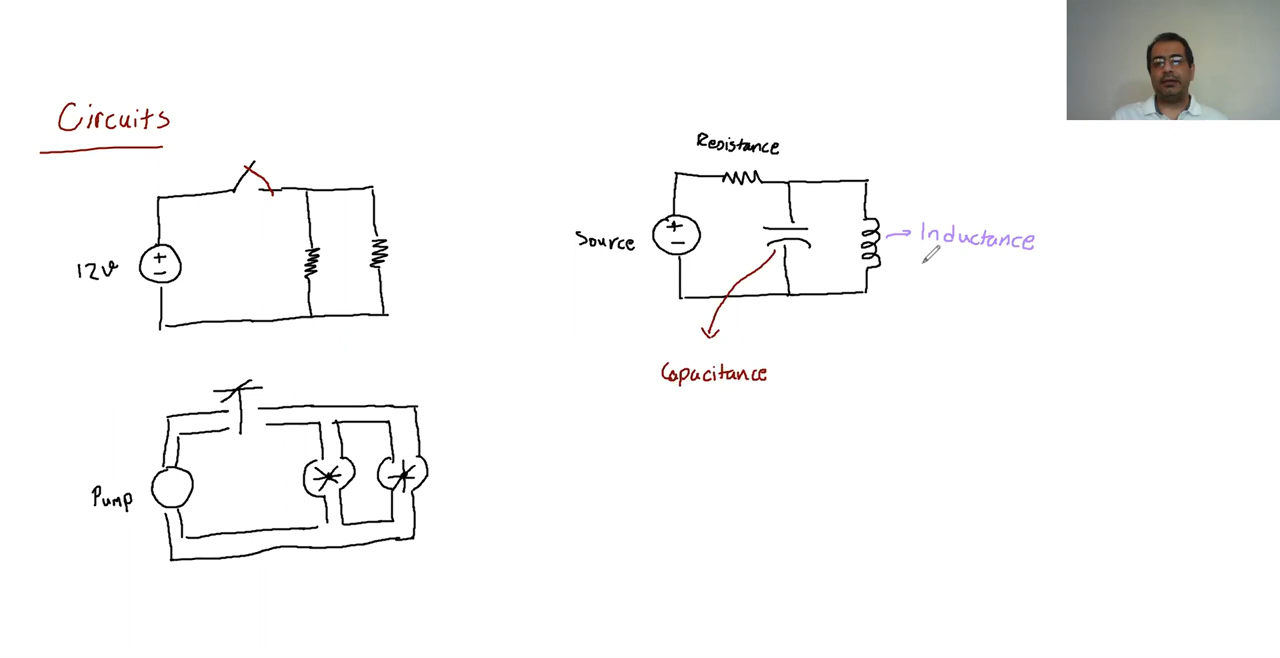 Circuits
12v
Pump
Resistance
Source
Inductance
Capacitance